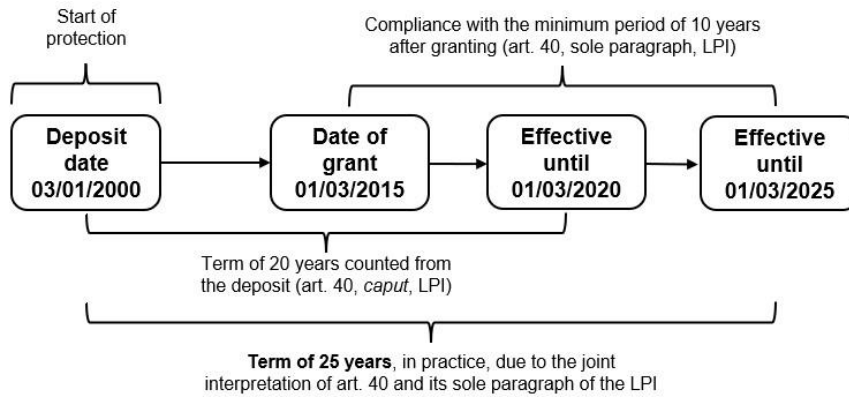 Start of
protection
Compliance with the minimum period of 10 years
after granting (art. 40, sole paragraph, LPI)
Deposit
date
03/01/2000
Date of
grant
01/03/2015
Effective
until
01/03/2020
Effective
until
01/03/2025
Term of 20 years counted from
the deposit (art. 40, caput, LPI)
Term of 25 years, in practice, due to the joint
interpretation of art. 40 and its sole paragraph of the LPI